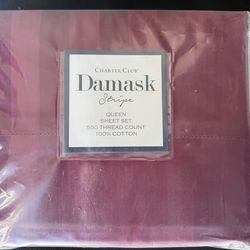 CHARTER CLUB
Damask
Stripe
QUEEN
SHEET SET
550 THREAD COUNT
100% COTTON